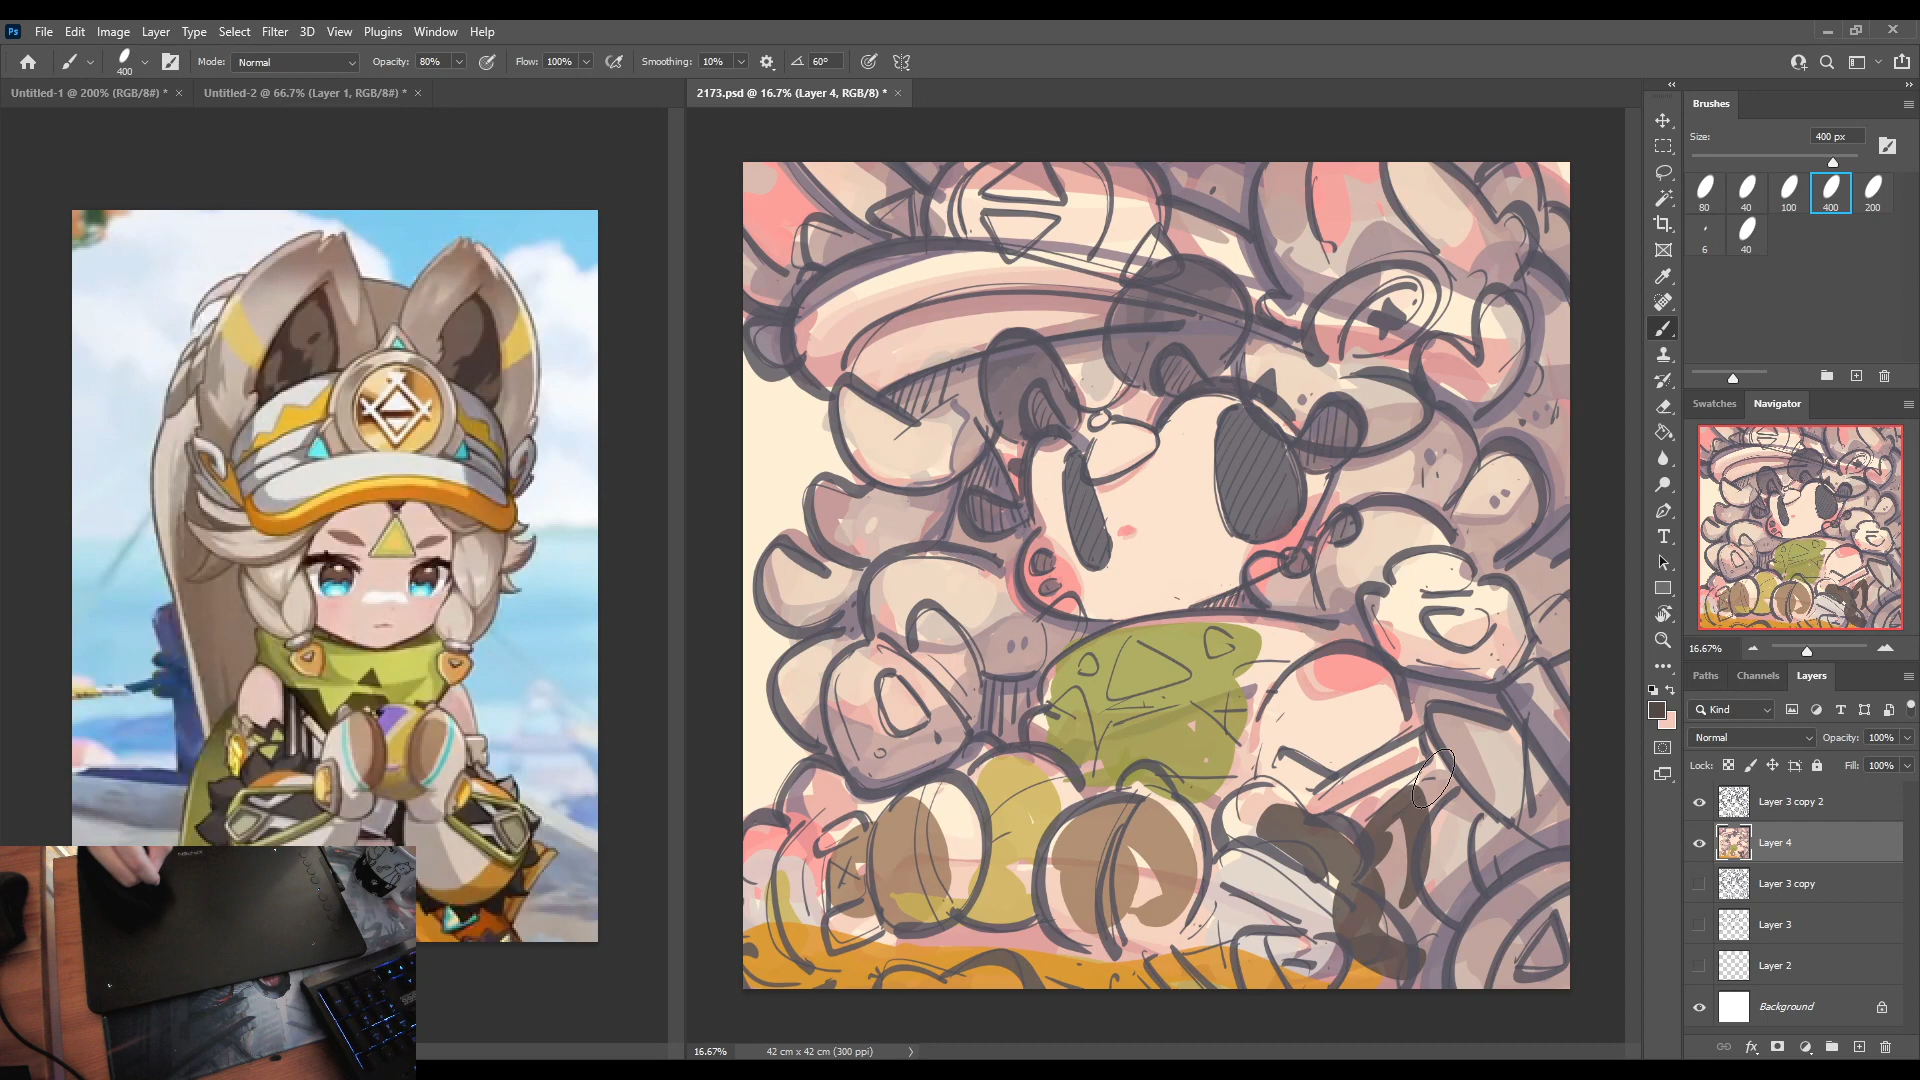 Ps File Edit Image Layer Type Select Filter 3D View Plugins Window Help
400 Mode: Normal Opacity: 80% Flow: 100% Smoothing: 10% 60°
Untitled-1 @ 200% (RGB/8#) * × Untitled-2 @ 66.7% (Layer 1, RGB/8#) * × 2173.psd @ 16.7% (Layer 4, RGB/8) * ×
Brushes
Size: 400 px
80 40 100 400 200
6 40
Swatches Navigator
16.67%
Paths Channels Layers
Kind
Normal Opacity: 100%
Lock: Fill: 100%
Layer 3 copy 2
Layer 4
Layer 3 copy
Layer 3
Layer 2
Background
16.67% 42 cm x 42 cm (300 ppi)